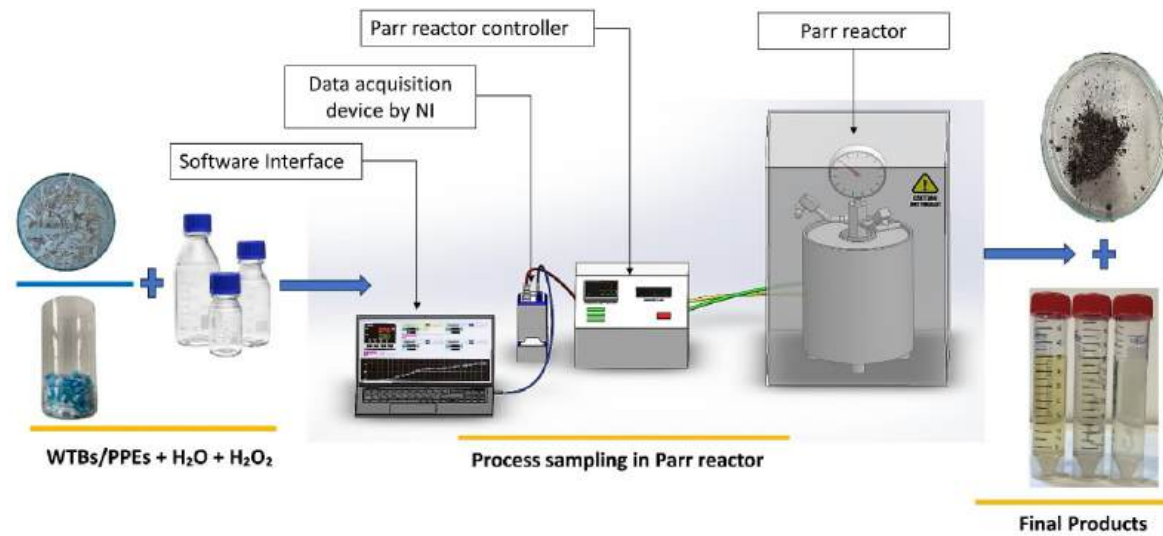 Parr reactor controller
Parr reactor
Data acquisition
device by NI
Software Interface
CAUTION
WTBs/PPEs + H₂O + H₂O₂
Process sampling in Parr reactor
Final Products